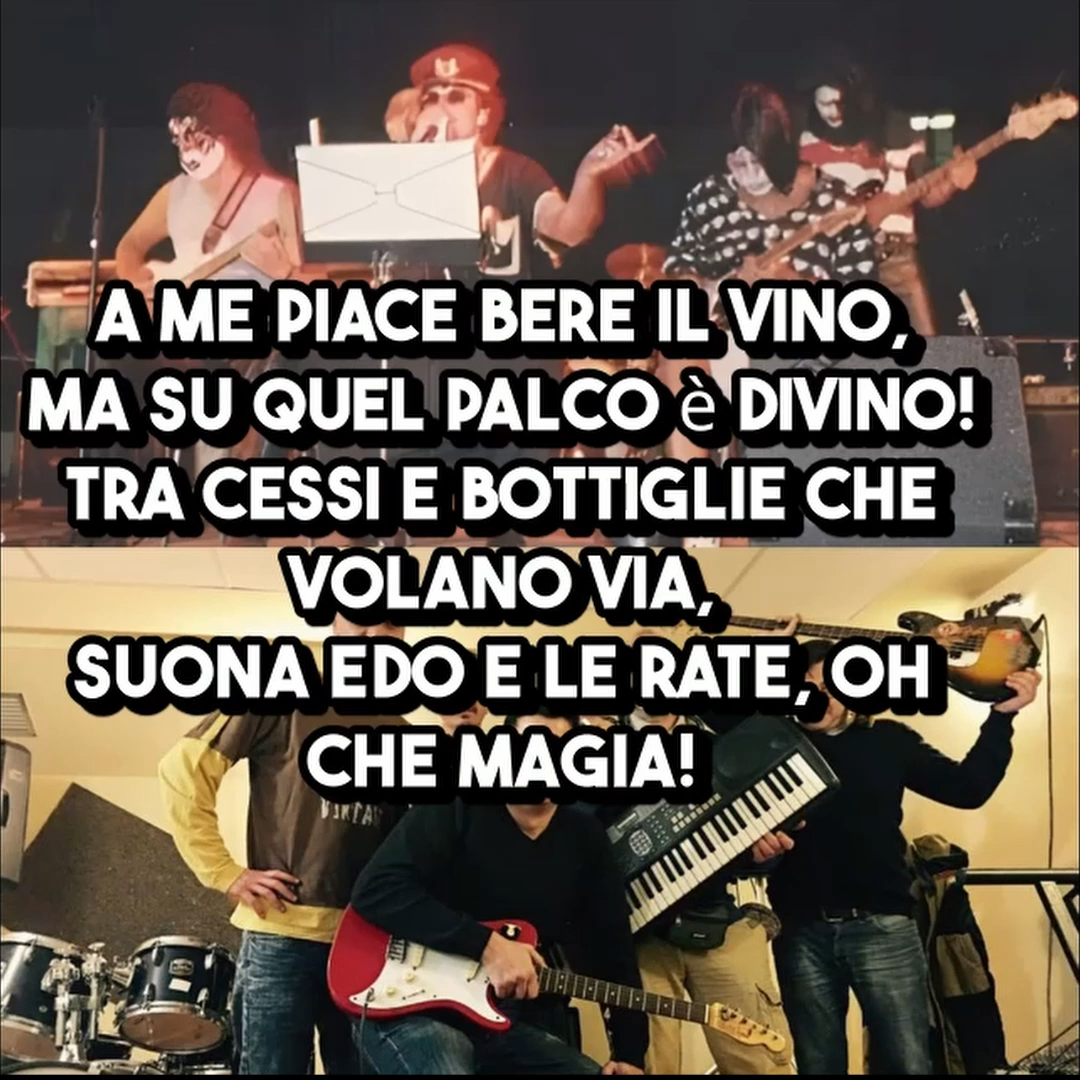 A ME PIACE BERE IL VINO,
MA SU QUEL PALCO è DIVINO!
TRA CESSI E BOTTIGLIE CHE
VOLANO VIA,
SUONA EDO E LE RATE, OH
CHE MAGIA!